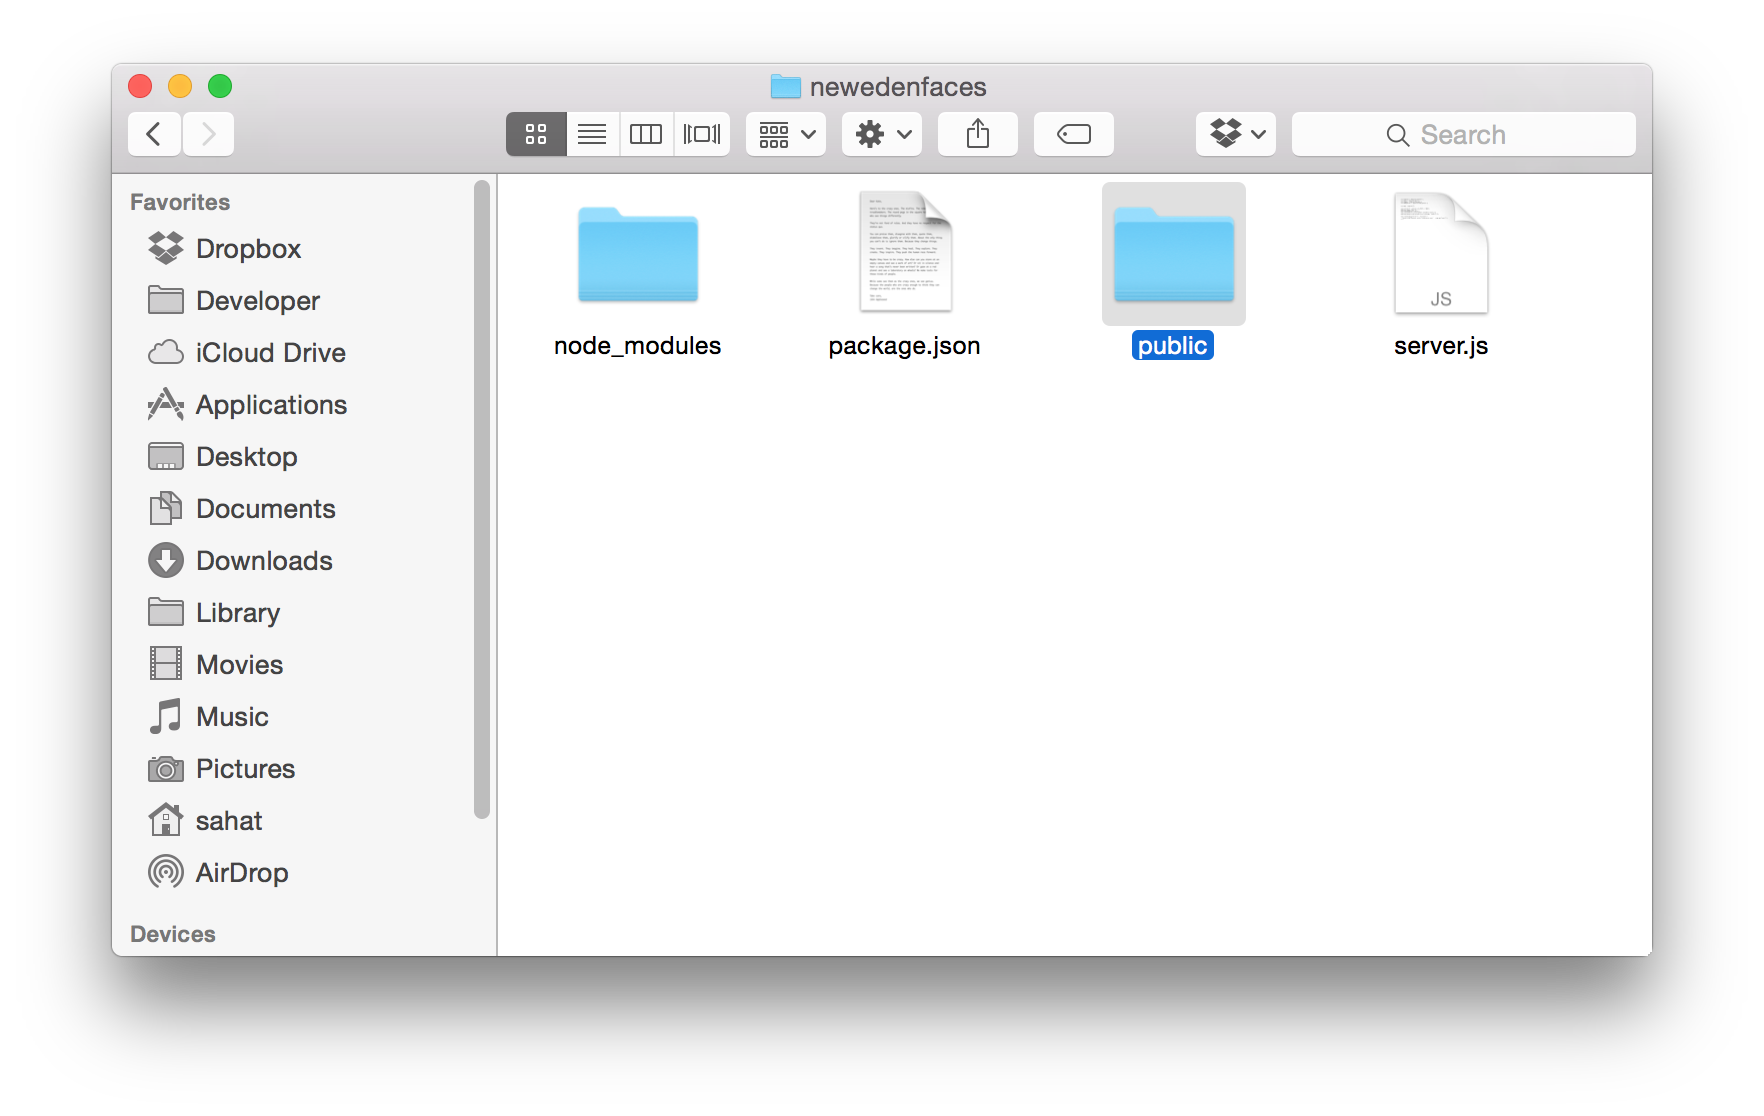 newedenfaces
Search
Favorites
Dropbox
Developer
iCloud Drive
Applications
Desktop
Documents
Downloads
Library
Movies
Music
Pictures
sahat
AirDrop
Devices
JS
node_modules
package.json
public
server.js